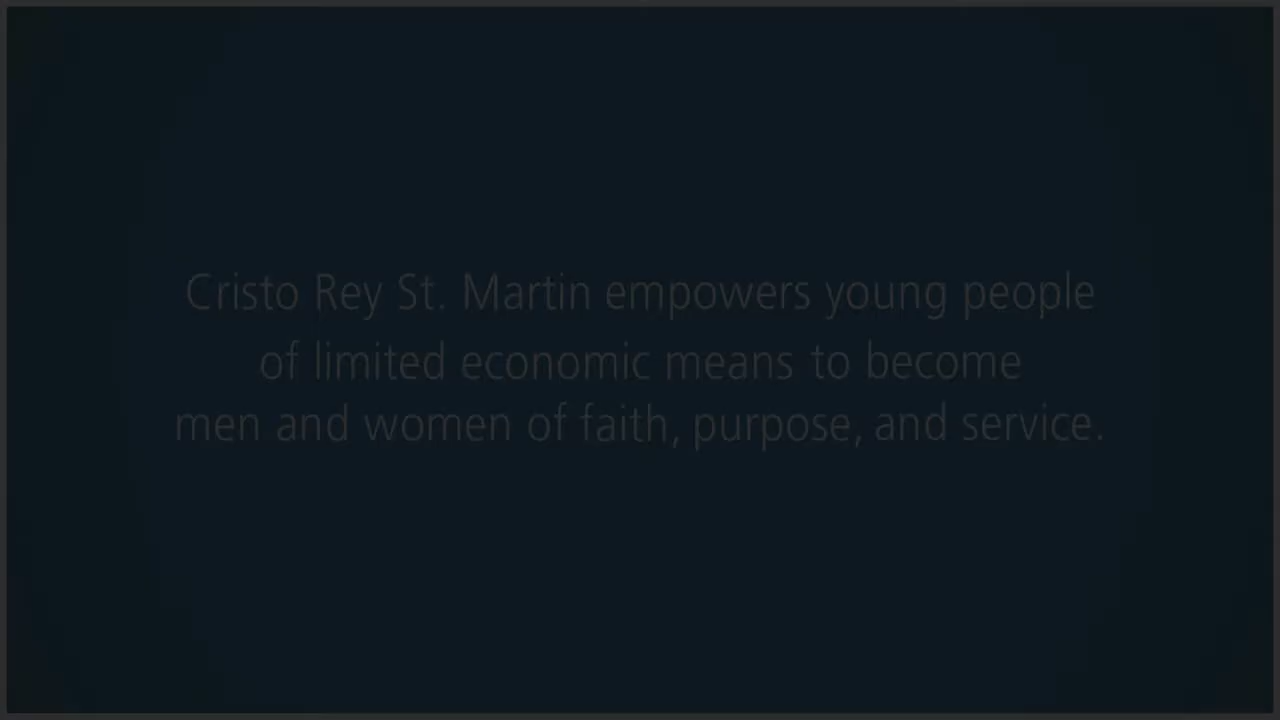 Cristo Rey St. Martin empowers young people
of limited economic means to become
men and women of faith, purpose, and service.